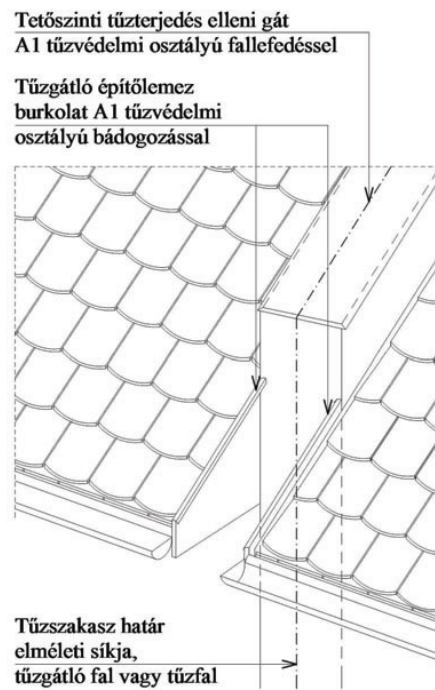 Tetőszinti tűzterjedés elleni gát
A1 tűzvédelmi osztályú fallefedéssel
Tűzgátló építőlemez
burkolat A1 tűzvédelmi
osztályú bádogozással
Tűzszakasz határ
elméleti síkja,
tűzgátló fal vagy tűzfal